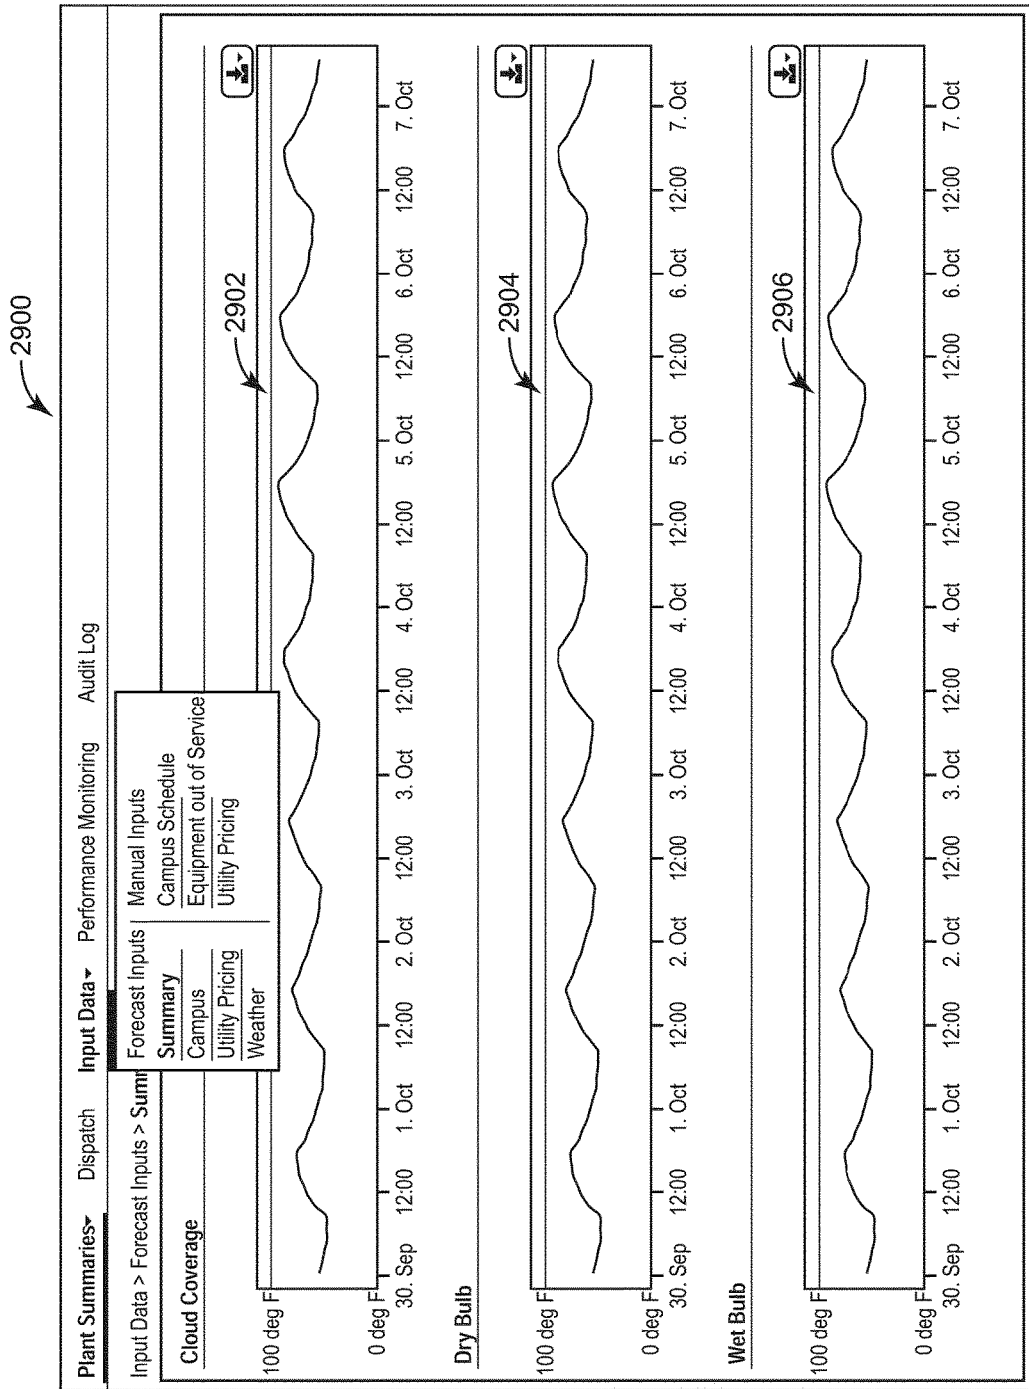 2900
Plant Summaries Dispatch Input Data Performance Monitoring Audit Log
Input Data > Forecast Inputs > Sumr
Forecast Inputs Manual Inputs
Summary Campus Schedule
Campus Equipment out of Service
Utility Pricing Utility Pricing
Weather
Cloud Coverage
2902
100 deg F
0 deg F
30. Sep 12:00 1. Oct 12:00 2. Oct 12:00 3. Oct 12:00 4. Oct 12:00 5. Oct 12:00 6. Oct 12:00 7. Oct
Dry Bulb
2904
100 deg F
0 deg F
30. Sep 12:00 1. Oct 12:00 2. Oct 12:00 3. Oct 12:00 4. Oct 12:00 5. Oct 12:00 6. Oct 12:00 7. Oct
Wet Bulb
2906
100 deg F
0 deg F
30. Sep 12:00 1. Oct 12:00 2. Oct 12:00 3. Oct 12:00 4. Oct 12:00 5. Oct 12:00 6. Oct 12:00 7. Oct